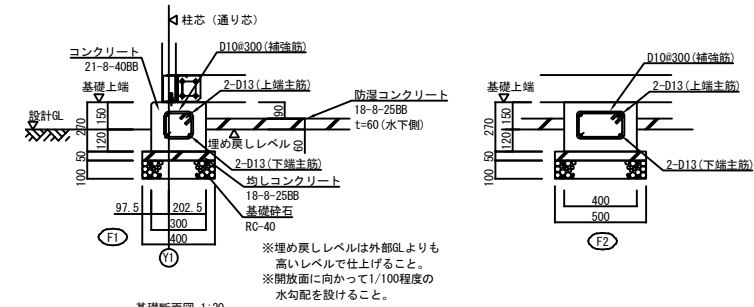 柱芯（通り芯）
コンクリート
21-8-40BB
D10@300(補強筋)
基礎上端
2-D13(上端主筋)
防湿コンクリート
18-8-25BB
t=60(水下側)
設計GL
270
150
120
50
100
90
60
埋め戻しレベル
2-D13(下端主筋)
均しコンクリート
18-8-25BB
基礎砕石
RC-40
97.5
202.5
300
400
F1
Y1
※埋め戻しレベルは外部GLよりも
高いレベルで仕上げること。
※開放面に向かって1/100程度の
水勾配を設けること。
D10@300(補強筋)
基礎上端
2-D13(上端主筋)
270
150
120
50
100
2-D13(下端主筋)
400
500
F2
基礎断面図 1:20